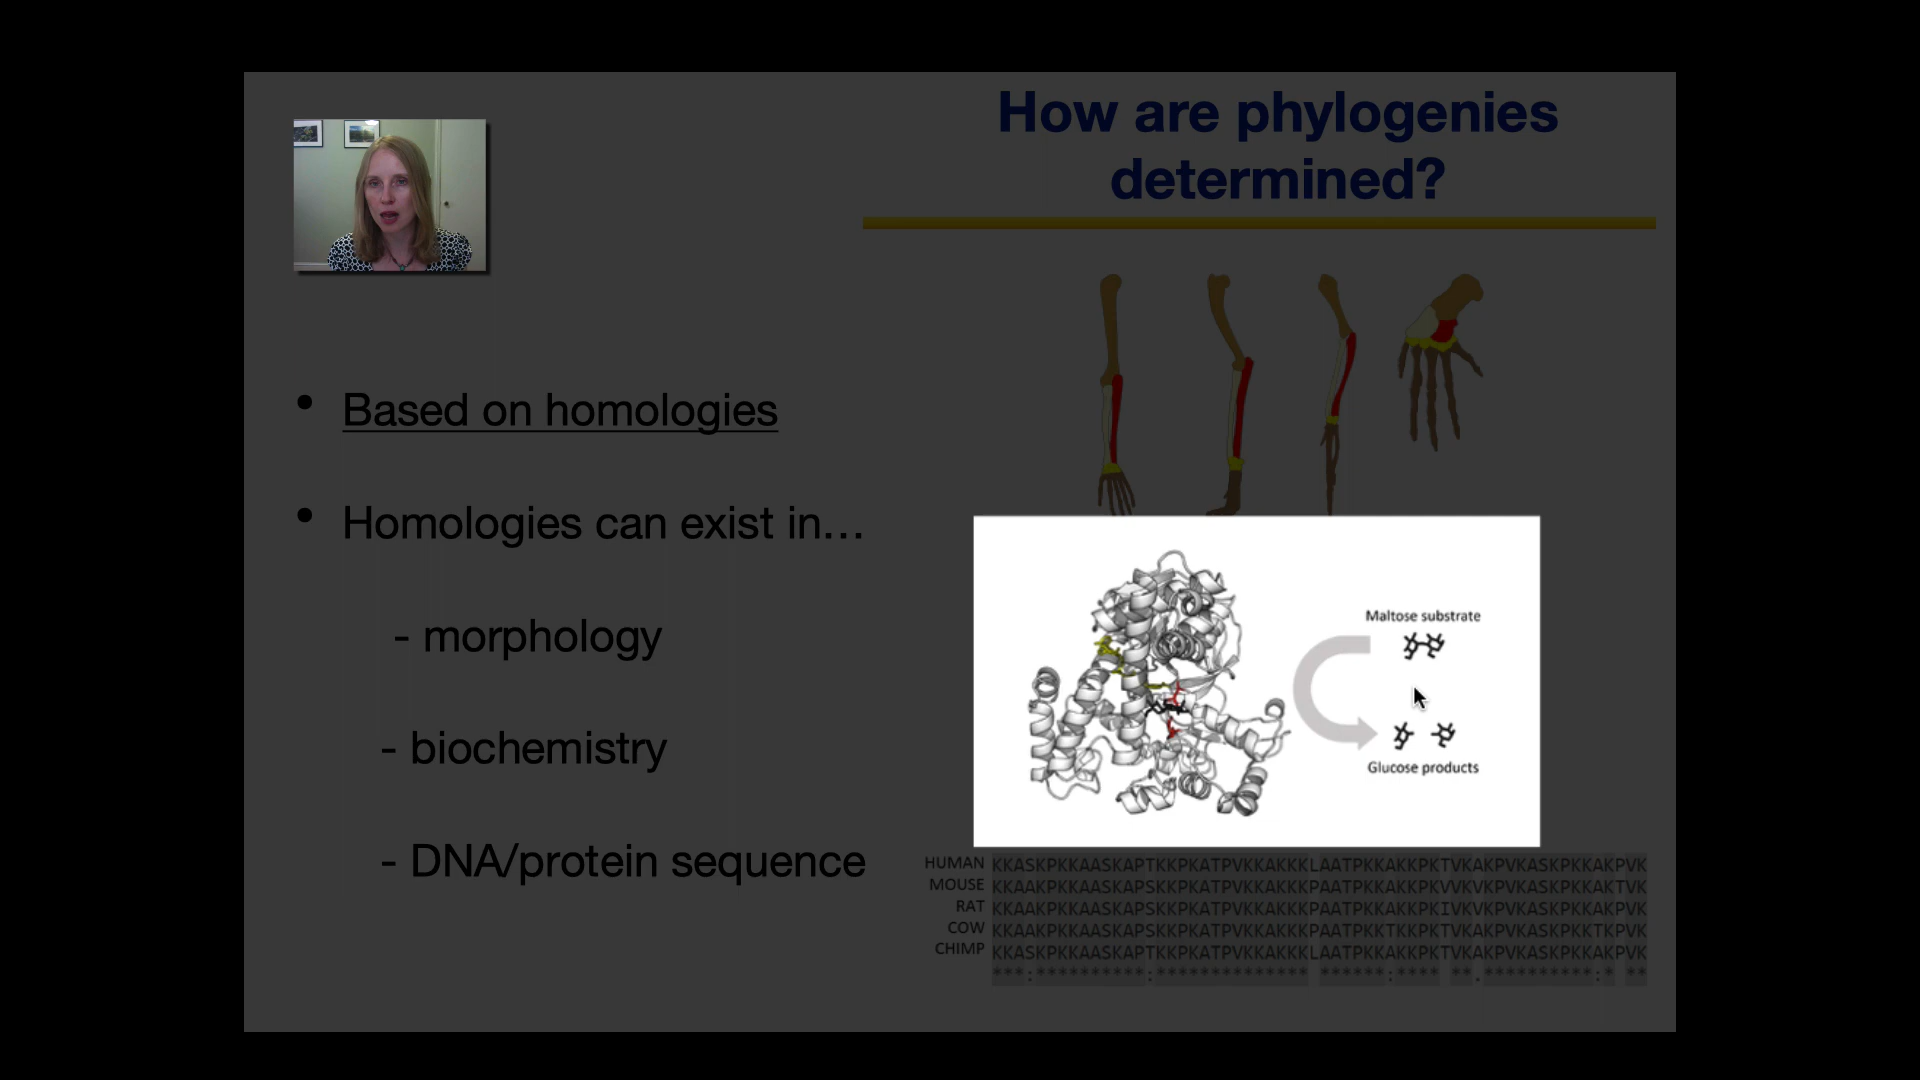 How are phylogenies
determined?
• Based on homologies
• Homologies can exist in…
- morphology
- biochemistry
- DNA/protein sequence
Maltose substrate
Glucose products
HUMAN KKASKPKKAASKAPTKKPKATPVKKAKKKLAATPKKAKKPKTVKAKPVKASKPKKAKPVK
MOUSE KKAAKPKKAASKAPSKKPKATPVKKAKKKPAATPKKAKKPKVVKVKPVKASKPKKAKTVK
RAT KKAAKPKKAASKAPSKKPKATPVKKAKKKPAATPKKAKKPKIVKVKPVKASKPKKAKPVK
COW KKAAKPKKAASKAPSKKPKATPVKKAKKKPAATPKKTKKPKTVKAKPVKASKPKKTKPVK
CHIMP KKASKPKKAASKAPTKKPKATPVKKAKKKLAATPKKAKKPKTVKAKPVKASKPKKAKPVK
***:**********:************** ******:**** **.**********:* **